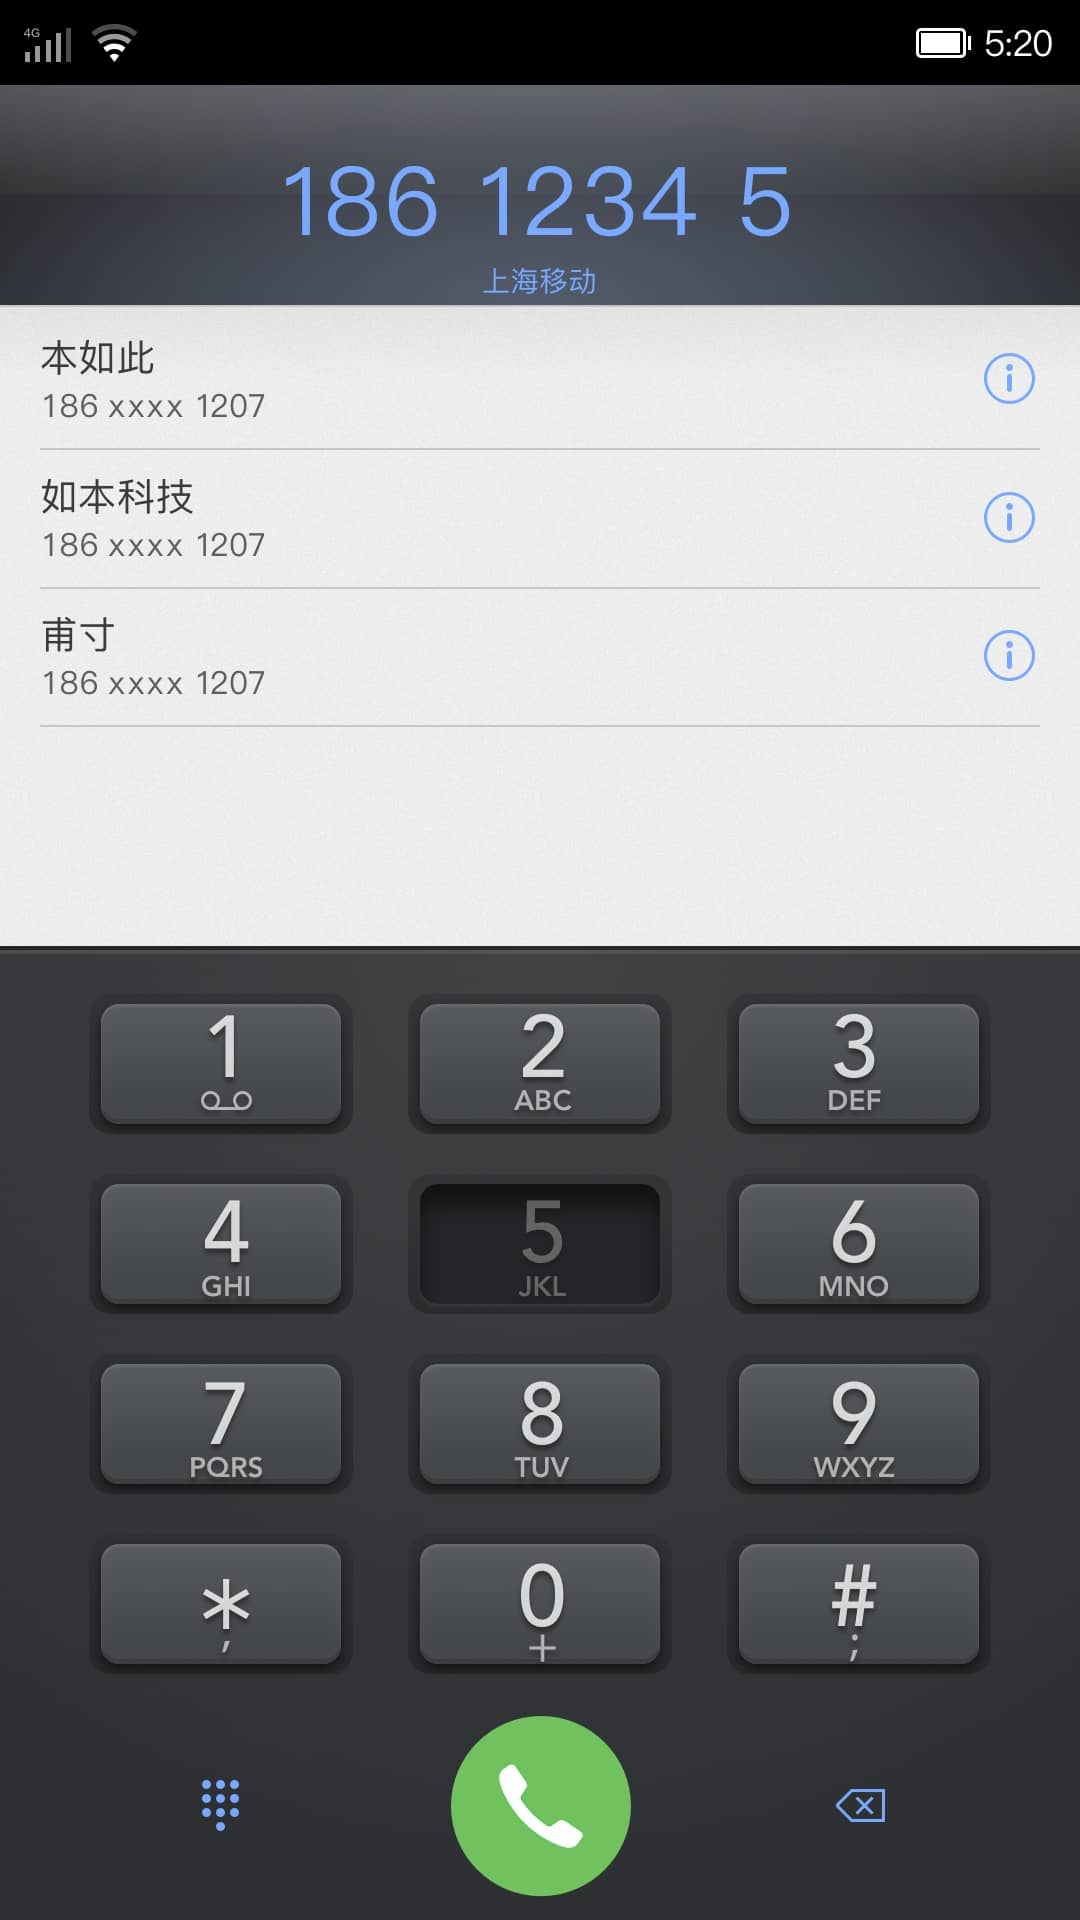 4G 5:20
186 1234 5
上海移动
本如此
186 xxxx 1207
如本科技
186 xxxx 1207
甫寸
186 xxxx 1207
1 2 3
ABC DEF
4 5 6
GHI JKL MNO
7 8 9
PQRS TUV WXYZ
* 0 #
, + ;